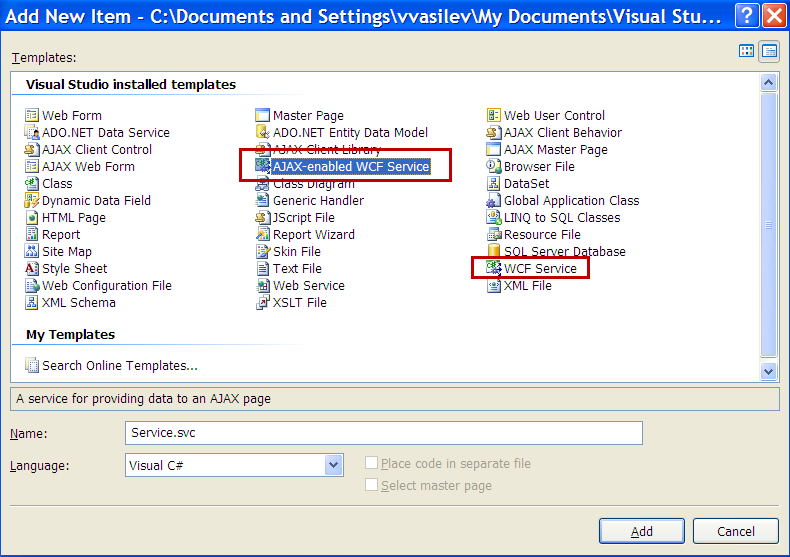 Add New Item - C:\Documents and Settings\vvasilev\My Documents\Visual Stu...
Templates:
Visual Studio installed templates
Web Form Master Page Web User Control
ADO.NET Data Service ADO.NET Entity Data Model AJAX Client Behavior
AJAX Client Control AJAX Client Library AJAX Master Page
AJAX Web Form AJAX-enabled WCF Service Browser File
Class Class Diagram DataSet
Dynamic Data Field Generic Handler Global Application Class
HTML Page JScript File LINQ to SQL Classes
Report Report Wizard Resource File
Site Map Skin File SQL Server Database
Style Sheet Text File WCF Service
Web Configuration File Web Service XML File
XML Schema XSLT File
My Templates
Search Online Templates...
A service for providing data to an AJAX page
Name: Service.svc
Language: Visual C#
Place code in separate file
Select master page
Add Cancel